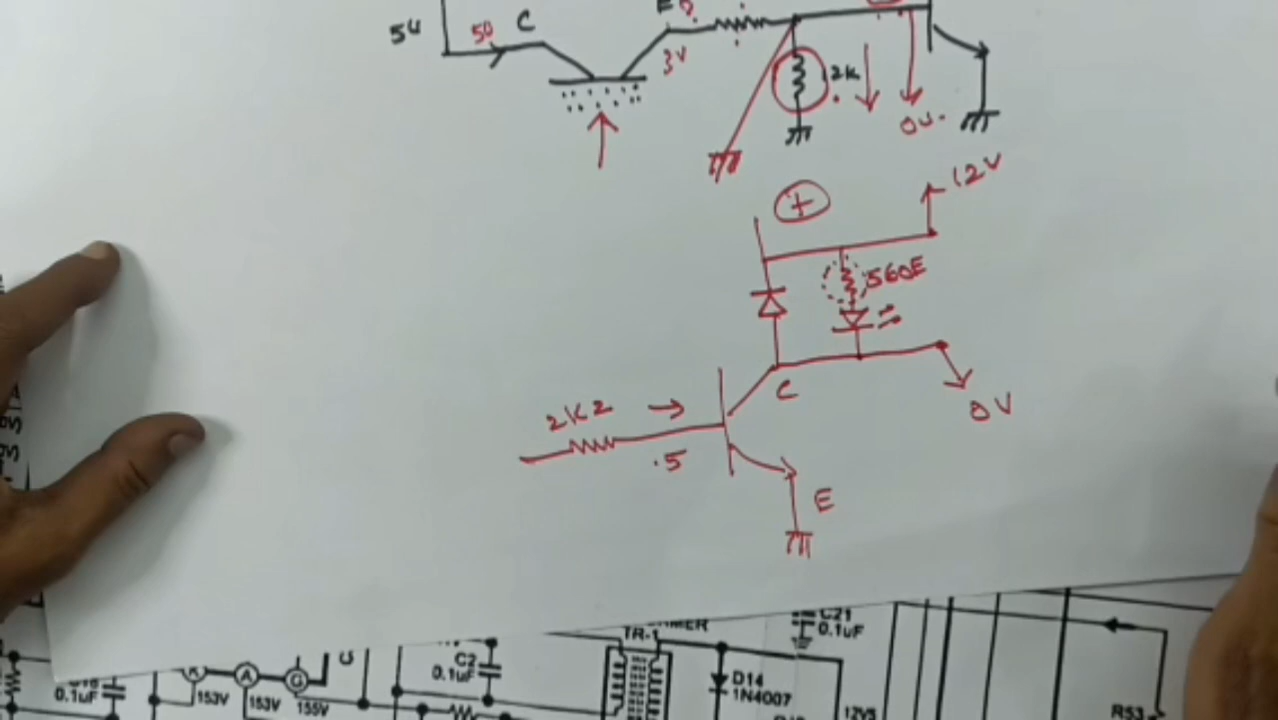 5V
50
C
E
3V
2K
0V.
+
12V
560E
C
0V
2K2
.5
E
C21
0.1uF
TR-1
C2
0.1uF
D14
1N4007
0.1uF
K
A
G
153V
153V
155V
12V5
R53